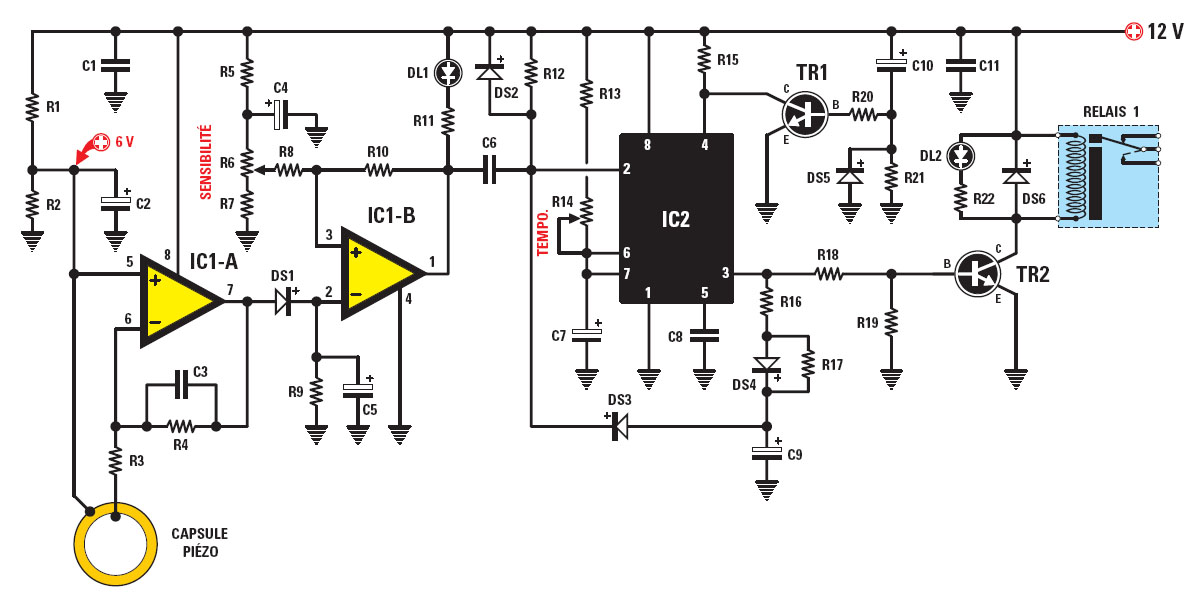 12 V
C1
R5
C4
DL1
DS2
R12
R13
R15
TR1
C
B
E
R20
C10
C11
RELAIS 1
R1
6 V
SENSIBILITÉ
R6
R8
R10
R11
C6
2
8
4
DS5
R21
DL2
R22
DS6
R2
C2
R7
IC1-B
R14
TEMPO.
IC2
6
7
3
1
5
IC1-A
5
8
7
6
DS1
3
2
1
4
R18
B
C
E
TR2
R16
R19
C3
R4
R9
C5
C7
C8
DS4
R17
R3
DS3
C9
CAPSULE
PIÉZO